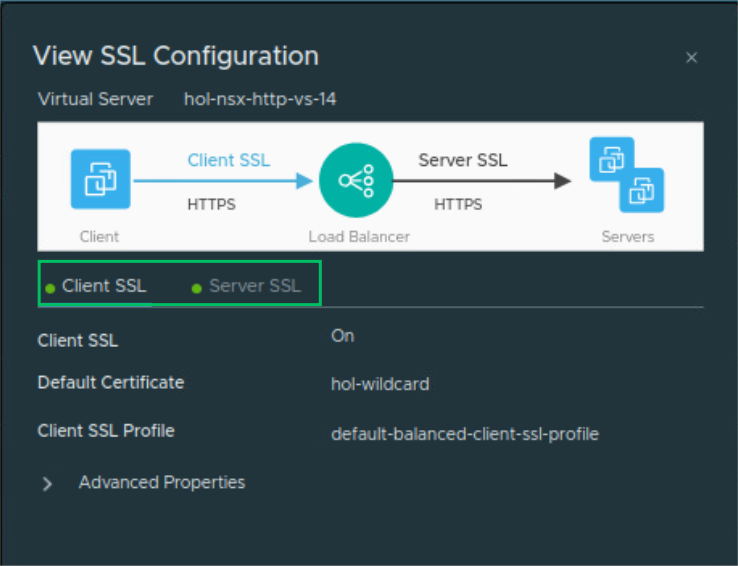 View SSL Configuration
Virtual Server hol-nsx-http-vs-14
Client SSL Server SSL
HTTPS HTTPS
Client Load Balancer Servers
Client SSL Server SSL
Client SSL On
Default Certificate hol-wildcard
Client SSL Profile default-balanced-client-ssl-profile
Advanced Properties